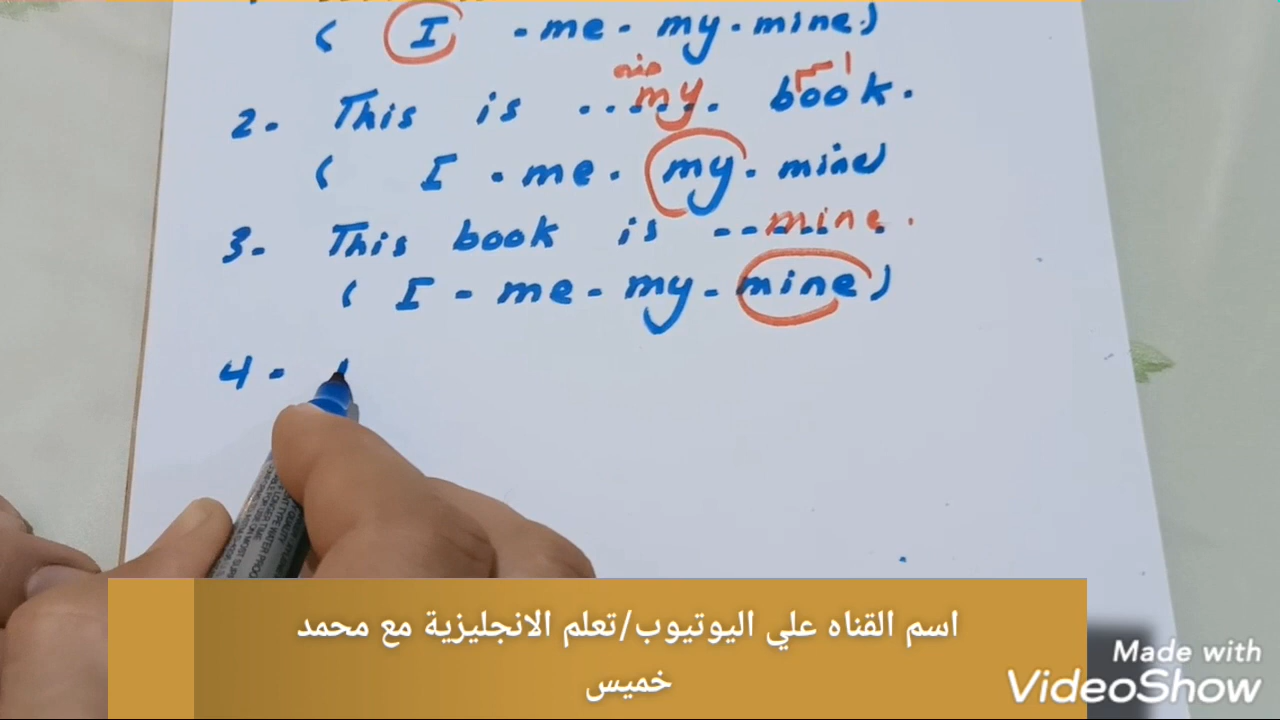 ( I - me - my - mine.)
2- This is ...my... book.
( I - me - my - mine)
3- This book is ---mine.
( I - me - my - mine)
4-
اسم القناه علي اليوتيوب/تعلم الانجليزية مع محمد
خميس
Made with
VideoShow